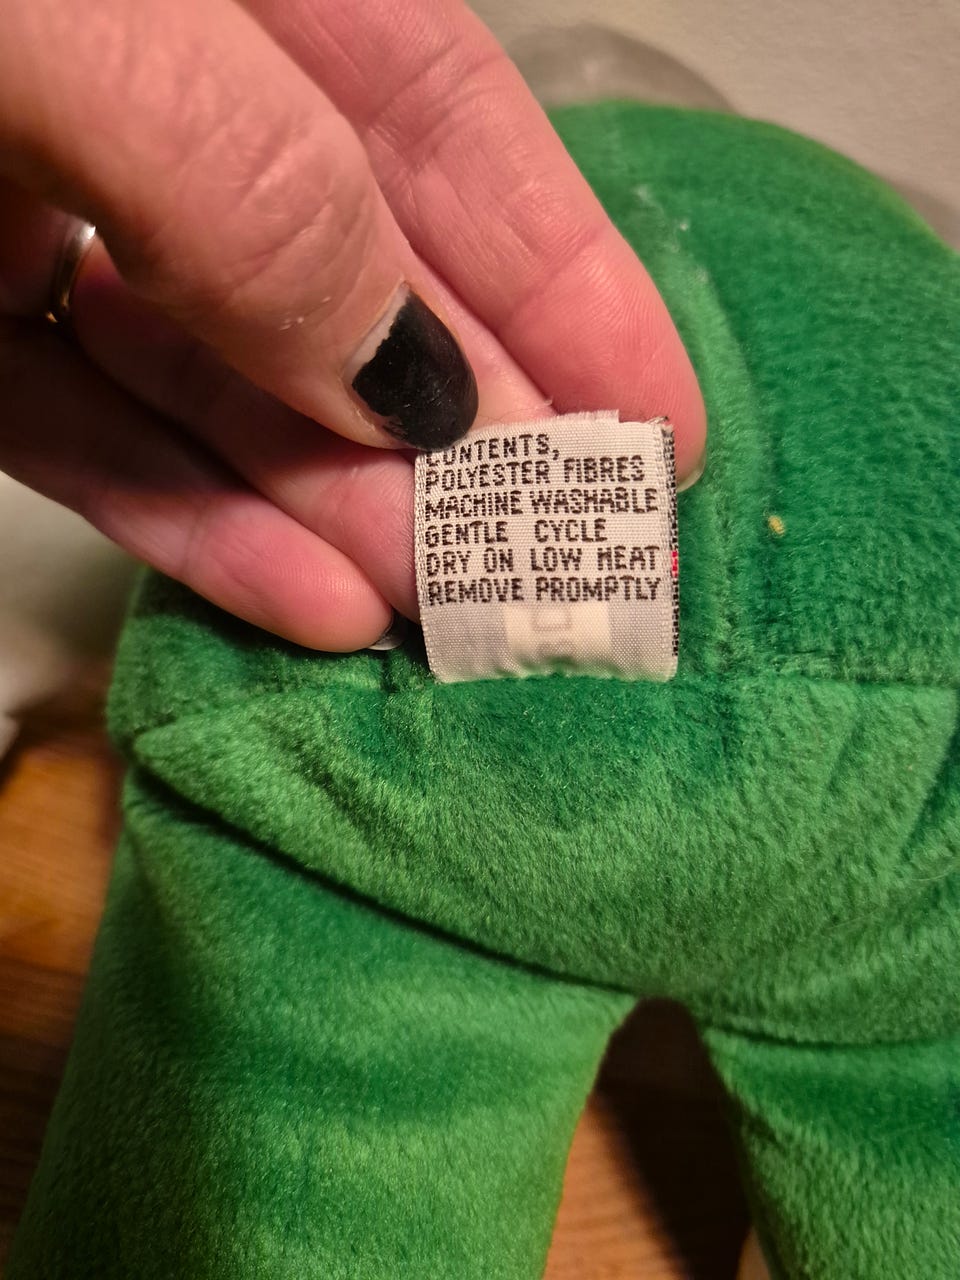 CONTENTS,
POLYESTER FIBRES
MACHINE WASHABLE
GENTLE CYCLE
DRY ON LOW HEAT
REMOVE PROMPTLY